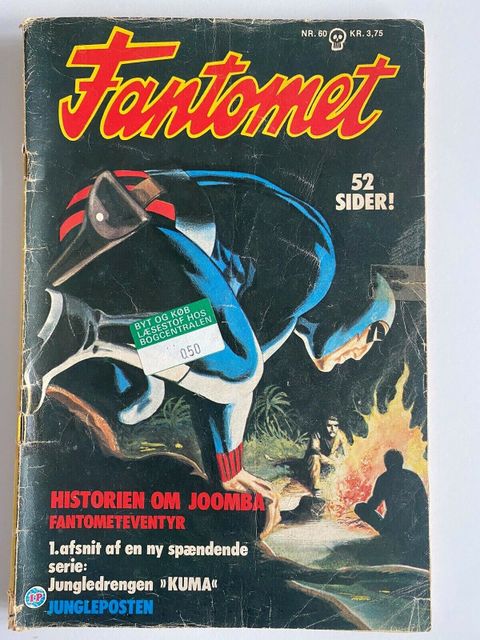 NR. 60 KR. 3,75
Fantomet
52
SIDER!
BYT OG KØB
LÆSESTOF HOS
BOGCENTRALEN
050
HISTORIEN OM JOOMBA
FANTOMETEVENTYR
1.afsnit af en ny spændende
serie:
Jungledrengen »KUMA«
JUNGLEPOSTEN
I·P